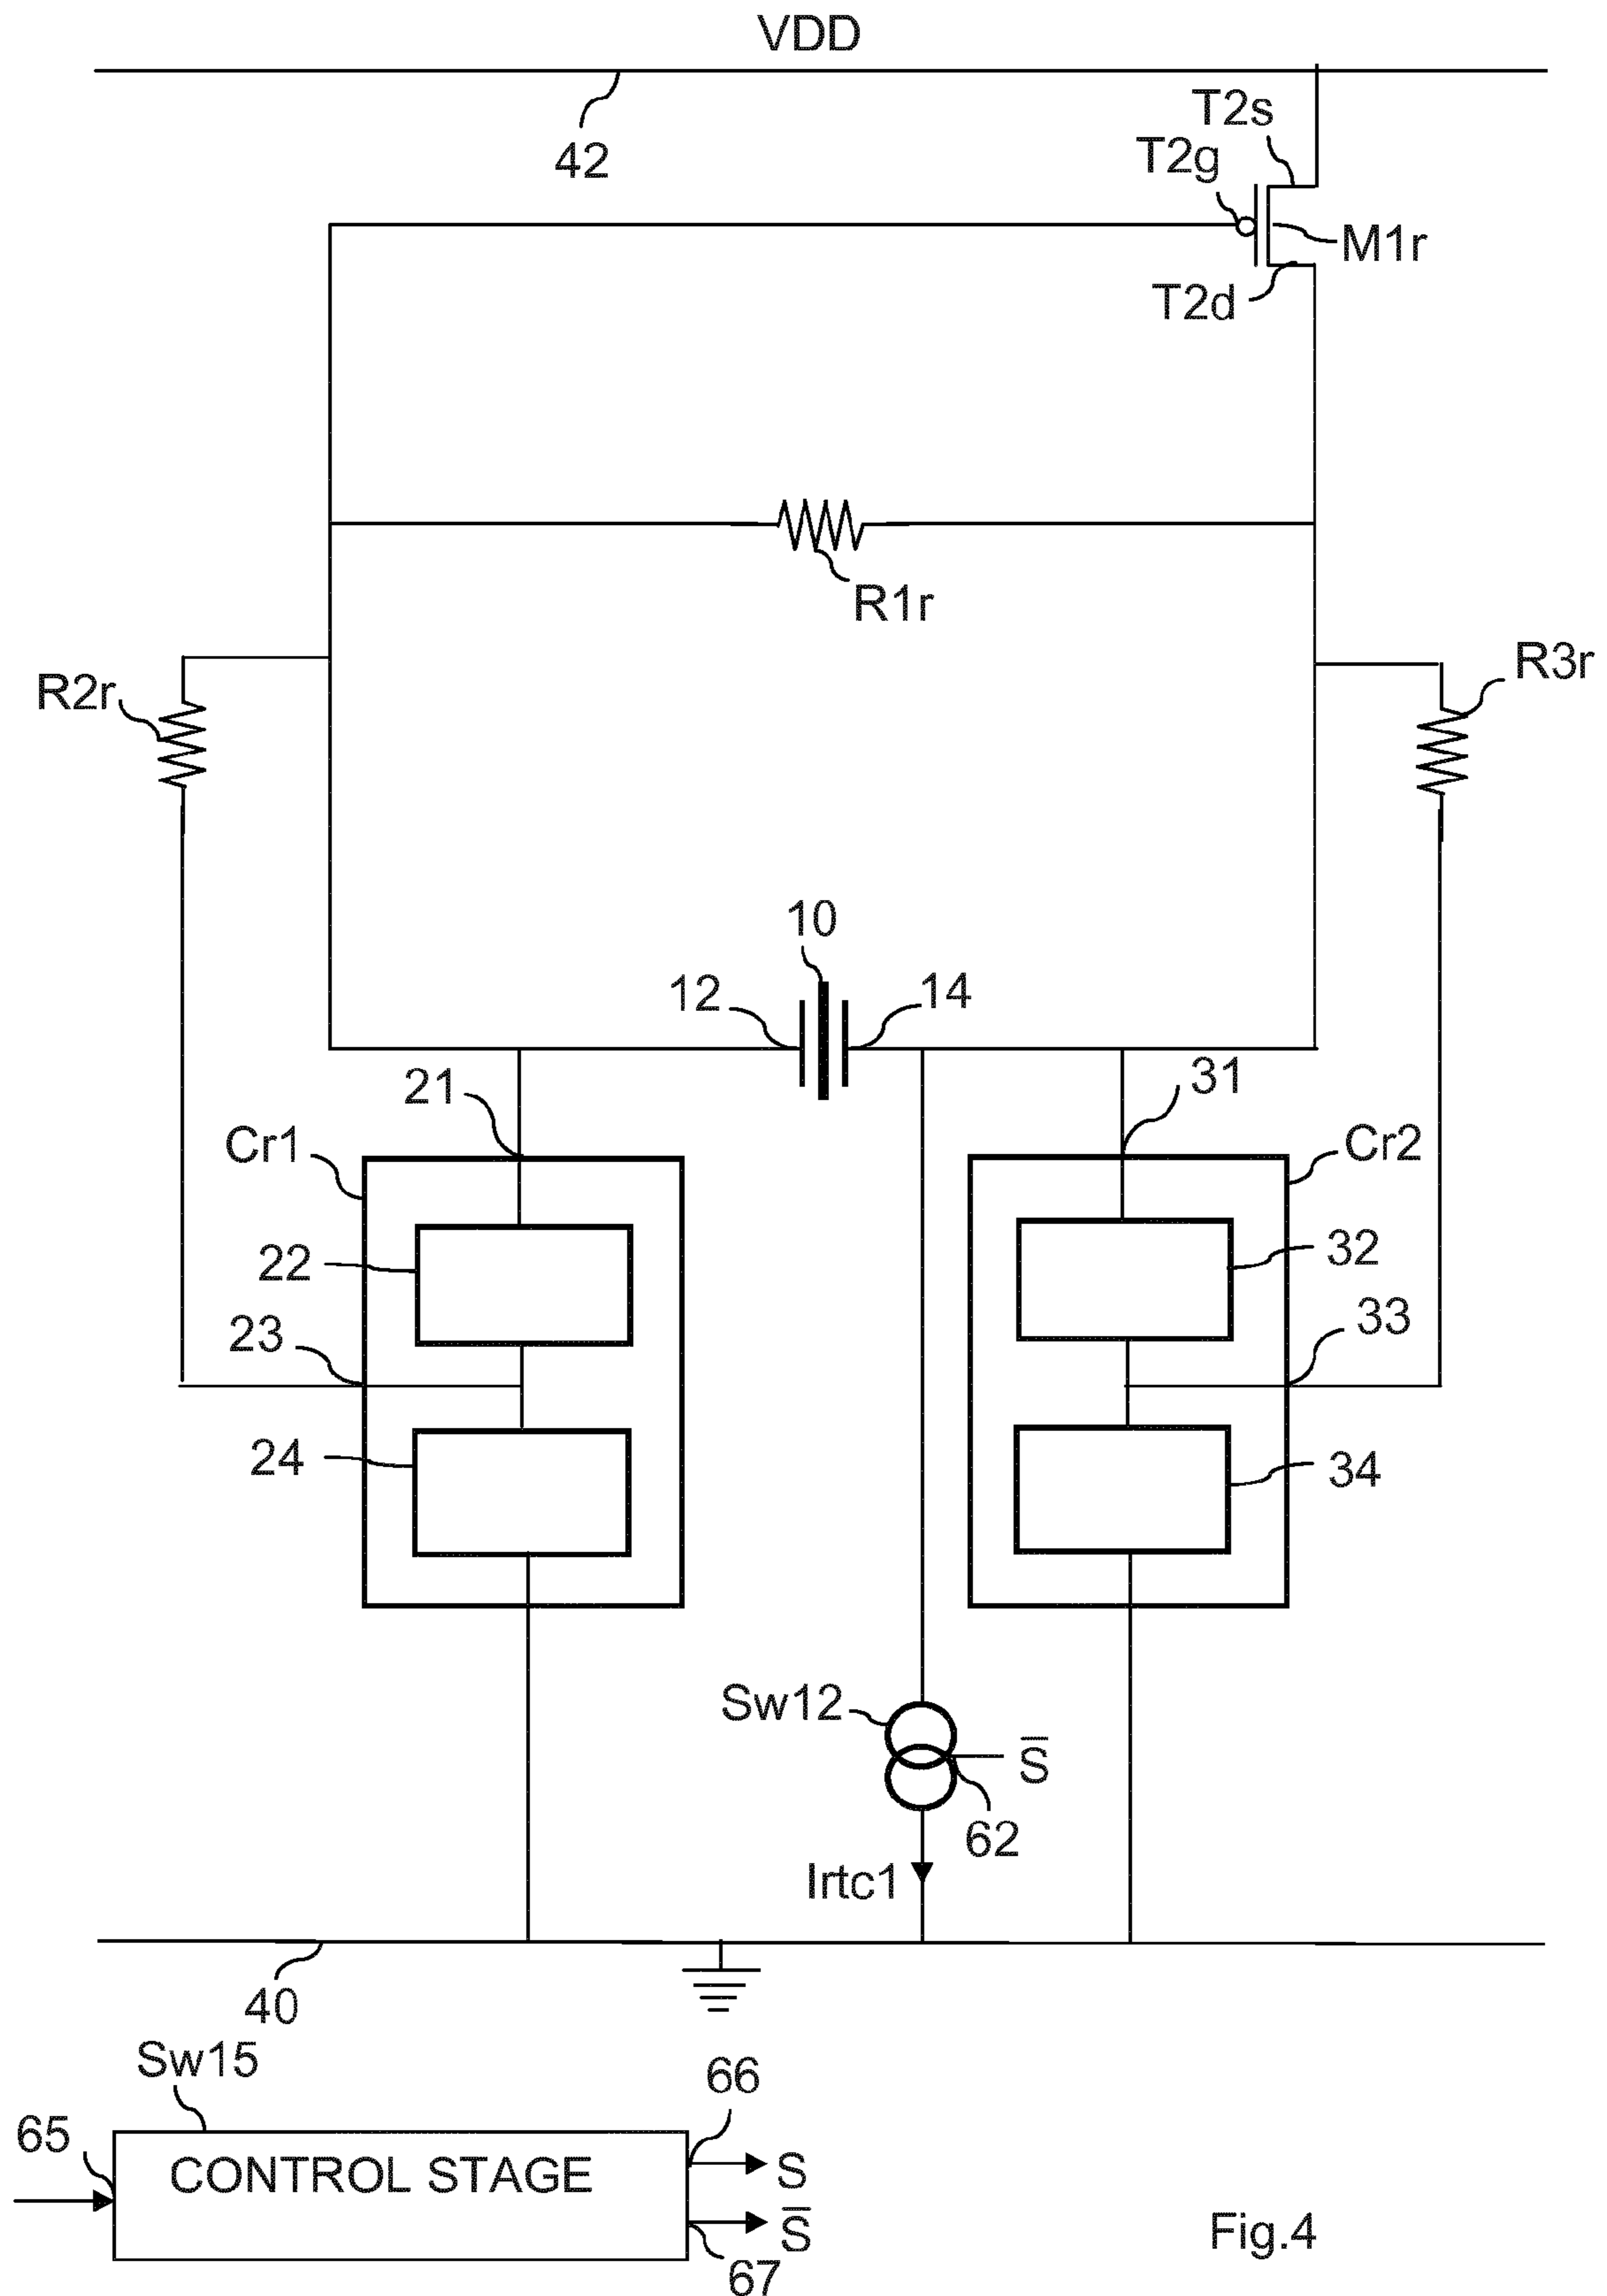 VDD
42
T2s
T2g
M1r
T2d
R1r
R2r
R3r
10
12
14
21
31
Cr1
Cr2
22
32
23
33
24
34
Sw12
S̅
62
Irtc1
40
Sw15
66
65
CONTROL STAGE
S
S̅
67
Fig.4